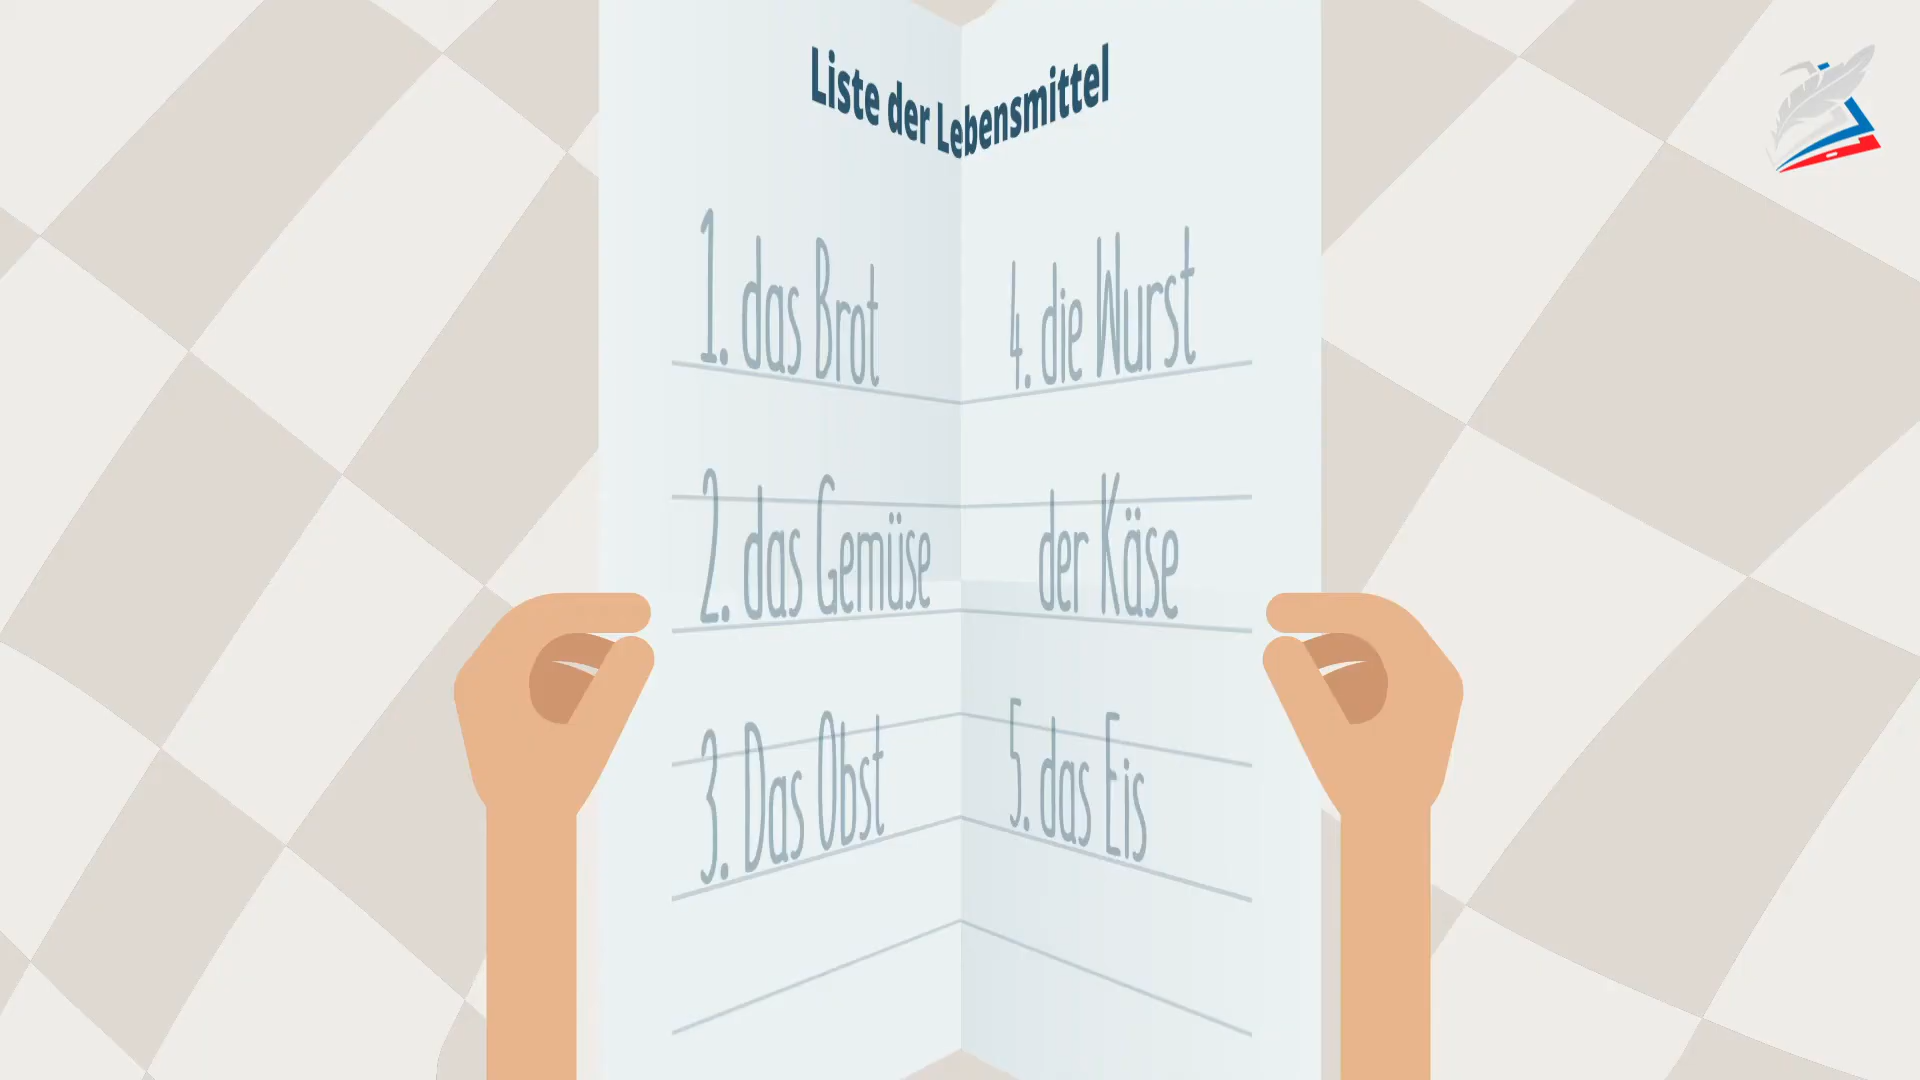 Liste der Lebensmittel
1. das Brot
2. das Gemüse
3. Das Obst
4. die Wurst
der Käse
5. das Eis